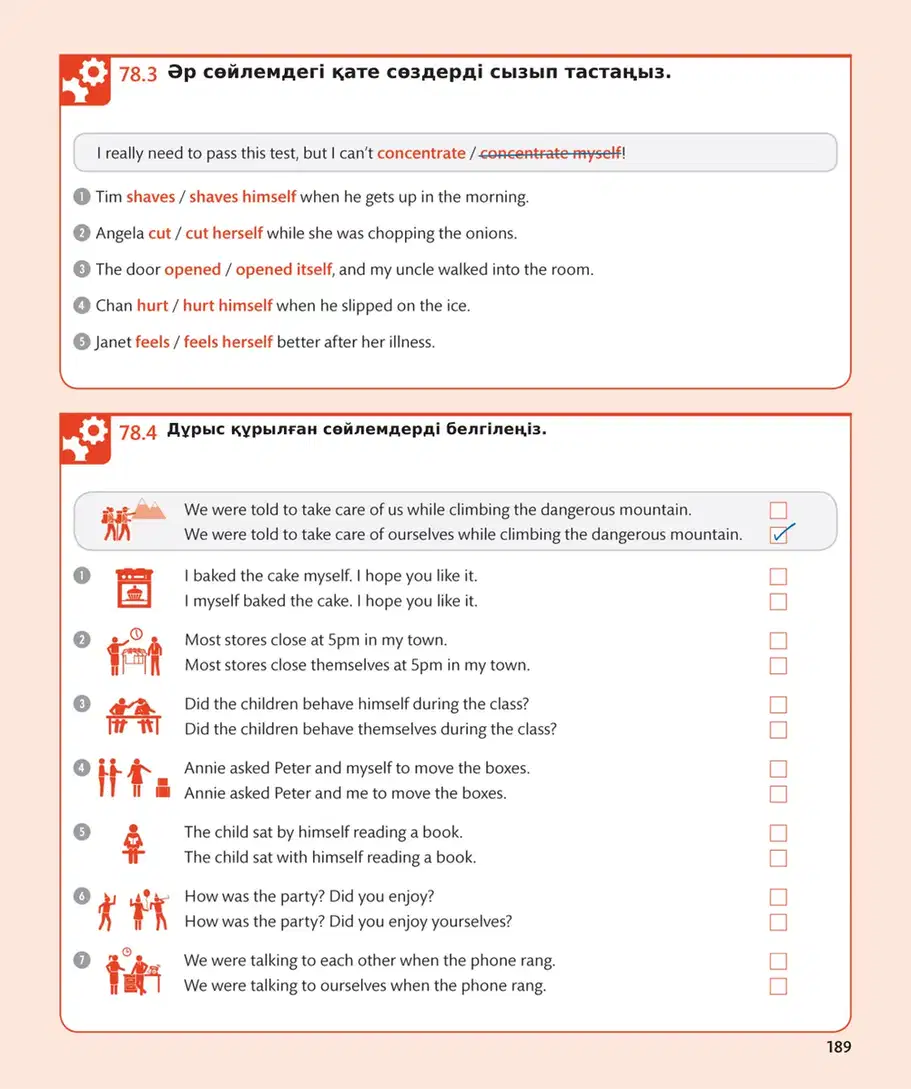 78.3 Әр сөйлемдегі қате сөздерді сызып тастаңыз.
I really need to pass this test, but I can't concentrate / concentrate myself!
1 Tim shaves / shaves himself when he gets up in the morning.
2 Angela cut / cut herself while she was chopping the onions.
3 The door opened / opened itself, and my uncle walked into the room.
4 Chan hurt / hurt himself when he slipped on the ice.
5 Janet feels / feels herself better after her illness.
78.4 Дұрыс құрылған сөйлемдерді белгілеңіз.
We were told to take care of us while climbing the dangerous mountain.
We were told to take care of ourselves while climbing the dangerous mountain.
1 I baked the cake myself. I hope you like it.
I myself baked the cake. I hope you like it.
2 Most stores close at 5pm in my town.
Most stores close themselves at 5pm in my town.
3 Did the children behave himself during the class?
Did the children behave themselves during the class?
4 Annie asked Peter and myself to move the boxes.
Annie asked Peter and me to move the boxes.
5 The child sat by himself reading a book.
The child sat with himself reading a book.
6 How was the party? Did you enjoy?
How was the party? Did you enjoy yourselves?
7 We were talking to each other when the phone rang.
We were talking to ourselves when the phone rang.
189